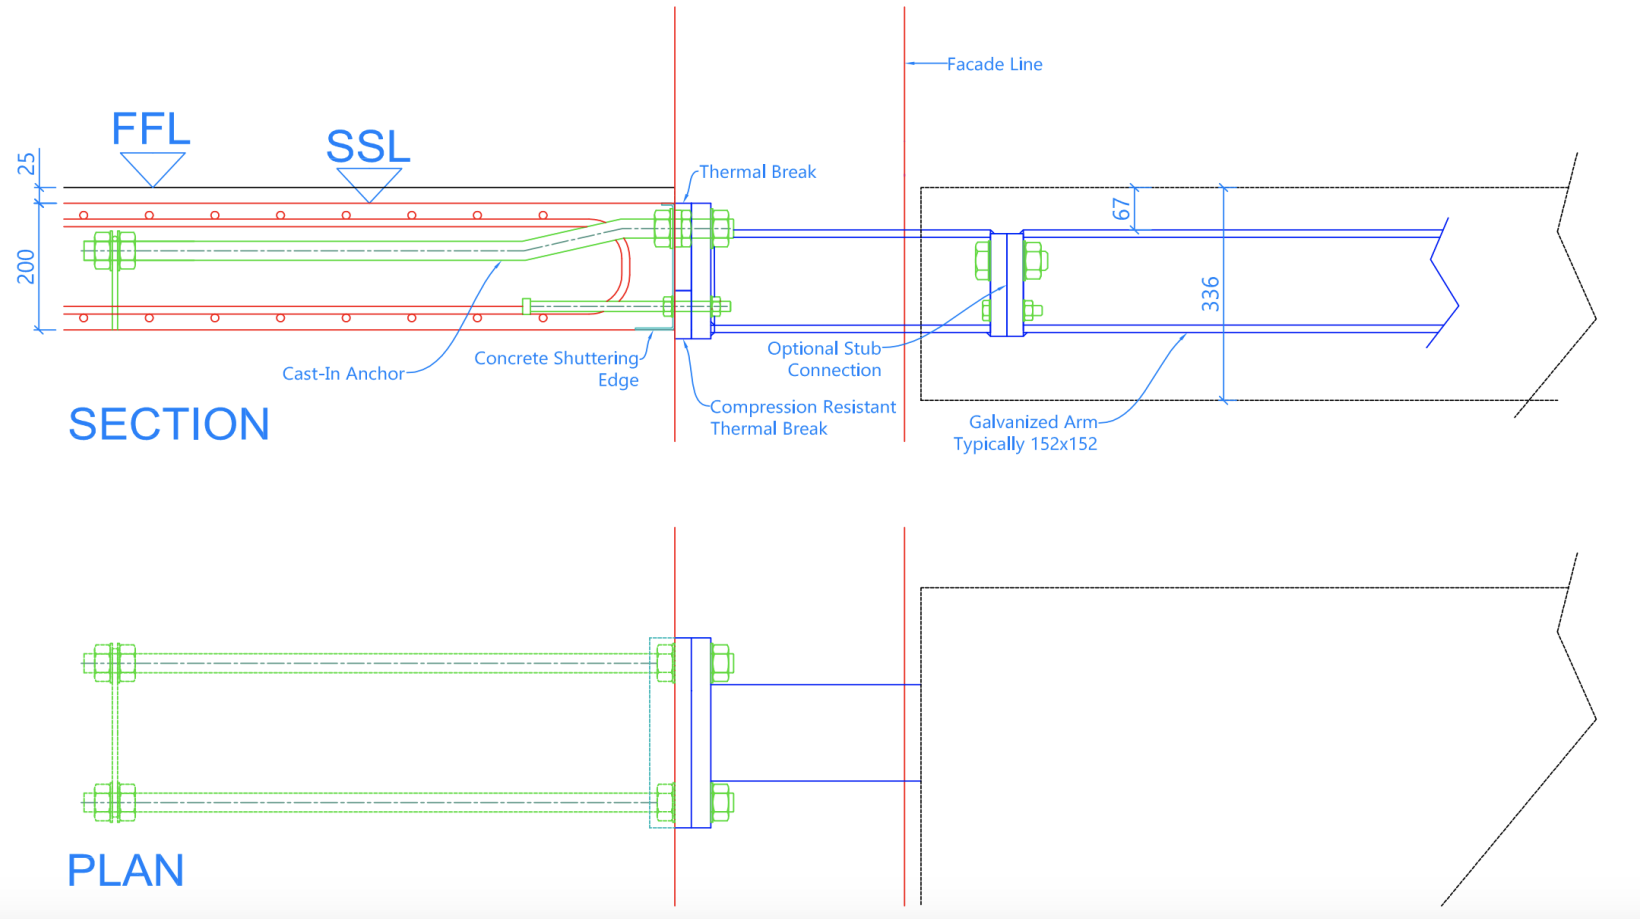 Facade Line
FFL
SSL
25
Thermal Break
67
200
336
Optional Stub
Connection
Concrete Shuttering
Edge
Cast-In Anchor
Compression Resistant
Thermal Break
Galvanized Arm
Typically 152x152
SECTION
PLAN